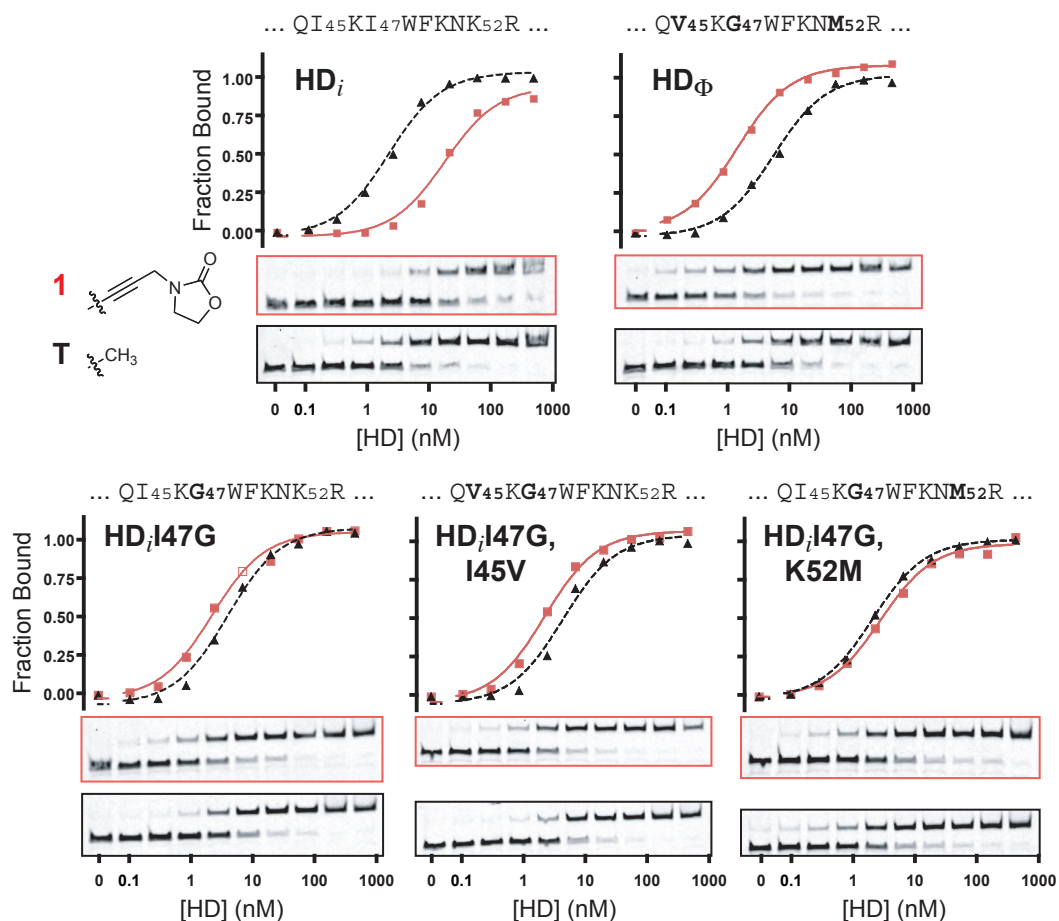 ... QI45KI47WFKNK52R ...
... QV45KG47WFKNM52R ...
HDi
HDΦ
Fraction Bound
1.00
0.75
0.50
0.25
0.00
1
N
O
O
T
CH3
0 0.1 1 10 100 1000
0 0.1 1 10 100 1000
[HD] (nM)
[HD] (nM)
... QI45KG47WFKNK52R ...
... QV45KG47WFKNK52R ...
... QI45KG47WFKNM52R ...
HDiI47G
HDiI47G,
I45V
HDiI47G,
K52M
Fraction Bound
1.00
0.75
0.50
0.25
0.00
0 0.1 1 10 100 1000
0 0.1 1 10 100 1000
0 0.1 1 10 100 1000
[HD] (nM)
[HD] (nM)
[HD] (nM)